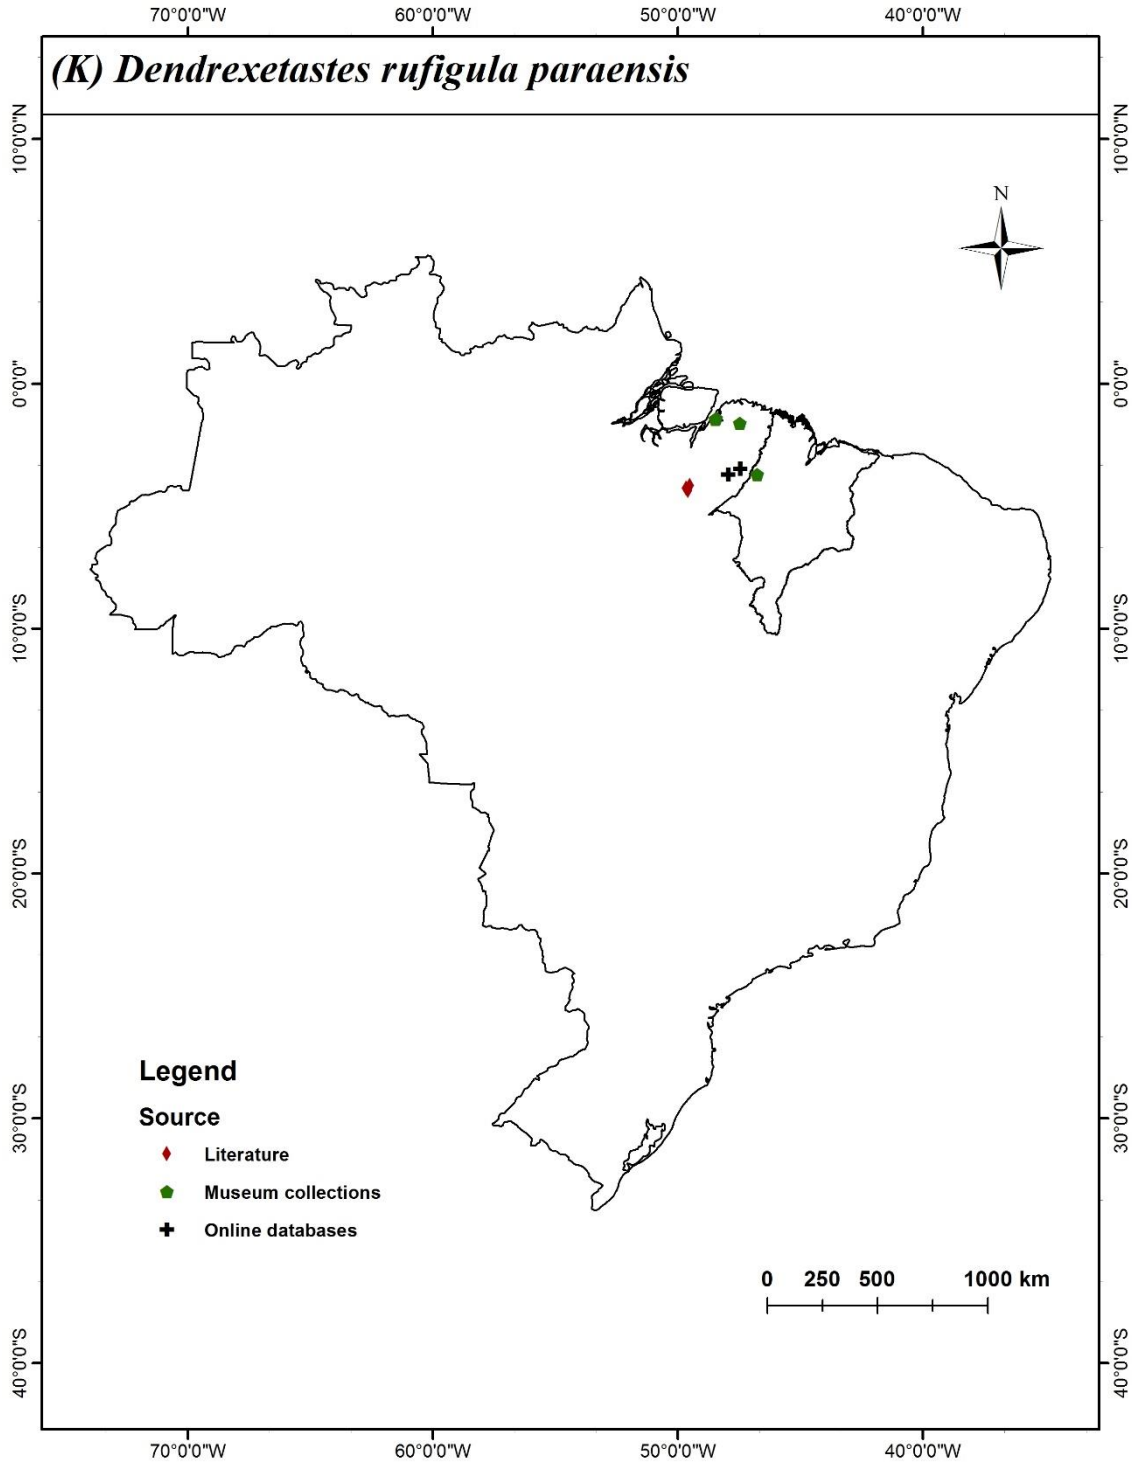 70°0'0"W 60°0'0"W 50°0'0"W 40°0'0"W
(K) Dendrexetastes rufigula paraensis
10°0'0"N 10°0'0"N
N
0°0'0" 0°0'0"
10°0'0"S 10°0'0"S
20°0'0"S 20°0'0"S
30°0'0"S 30°0'0"S
40°0'0"S 40°0'0"S
Legend
Source
Literature
Museum collections
Online databases
0 250 500 1000 km
70°0'0"W 60°0'0"W 50°0'0"W 40°0'0"W